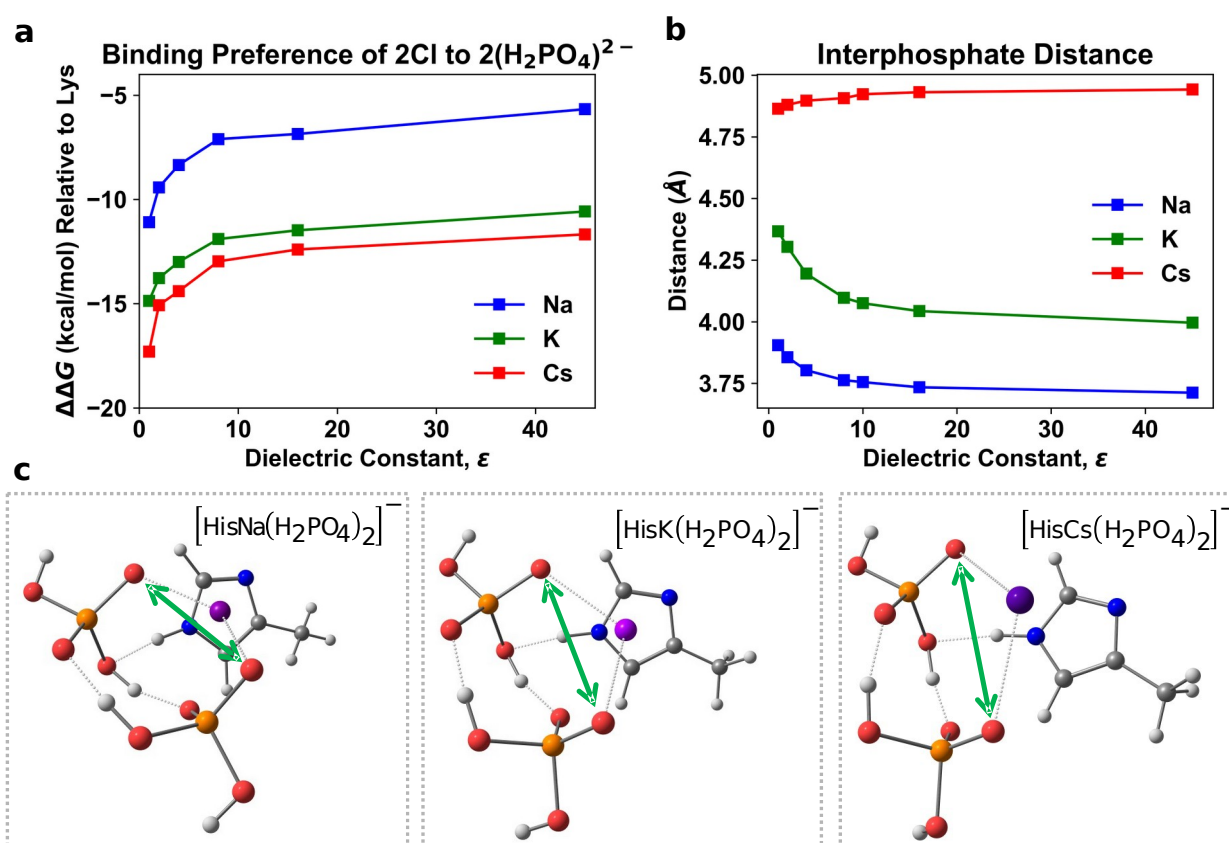 a
Binding Preference of 2Cl to 2(H₂PO₄)²⁻
ΔΔG (kcal/mol) Relative to Lys
−5
−10
−15
−20
0 10 20 30 40
Dielectric Constant, ε
Na
K
Cs
b
Interphosphate Distance
Distance (Å)
5.00
4.75
4.50
4.25
4.00
3.75
0 10 20 30 40
Dielectric Constant, ε
Na
K
Cs
c
[HisNa(H₂PO₄)₂]⁻
[HisK(H₂PO₄)₂]⁻
[HisCs(H₂PO₄)₂]⁻